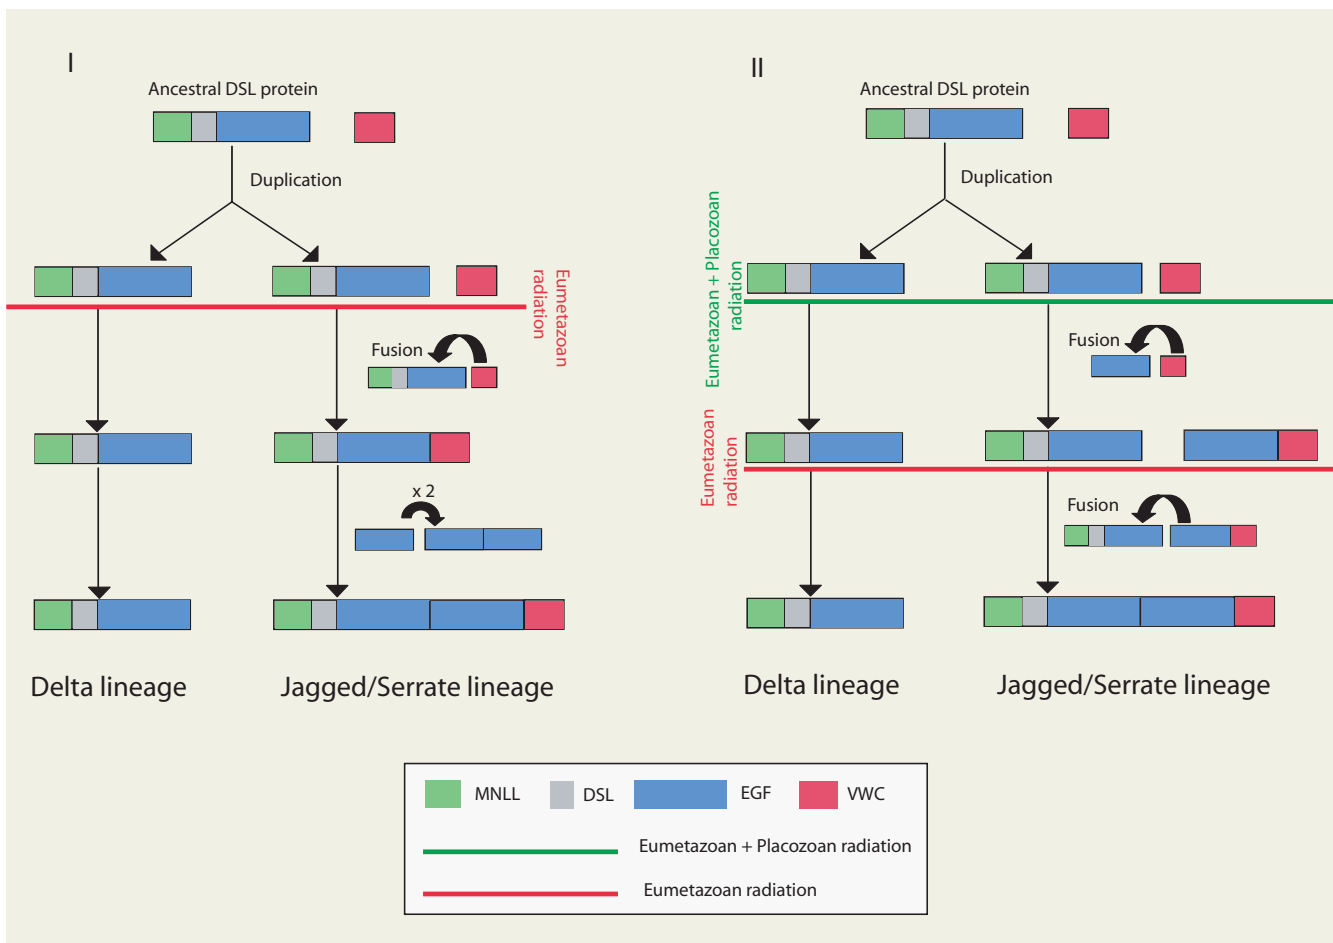 I
Ancestral DSL protein
Duplication
Eumetazoan
radiation
Fusion
x 2
Delta lineage
Jagged/Serrate lineage
II
Ancestral DSL protein
Duplication
Eumetazoan + Placozoan
radiation
Fusion
Eumetazoan
radiation
Fusion
Delta lineage
Jagged/Serrate lineage
MNLL
DSL
EGF
VWC
Eumetazoan + Placozoan radiation
Eumetazoan radiation